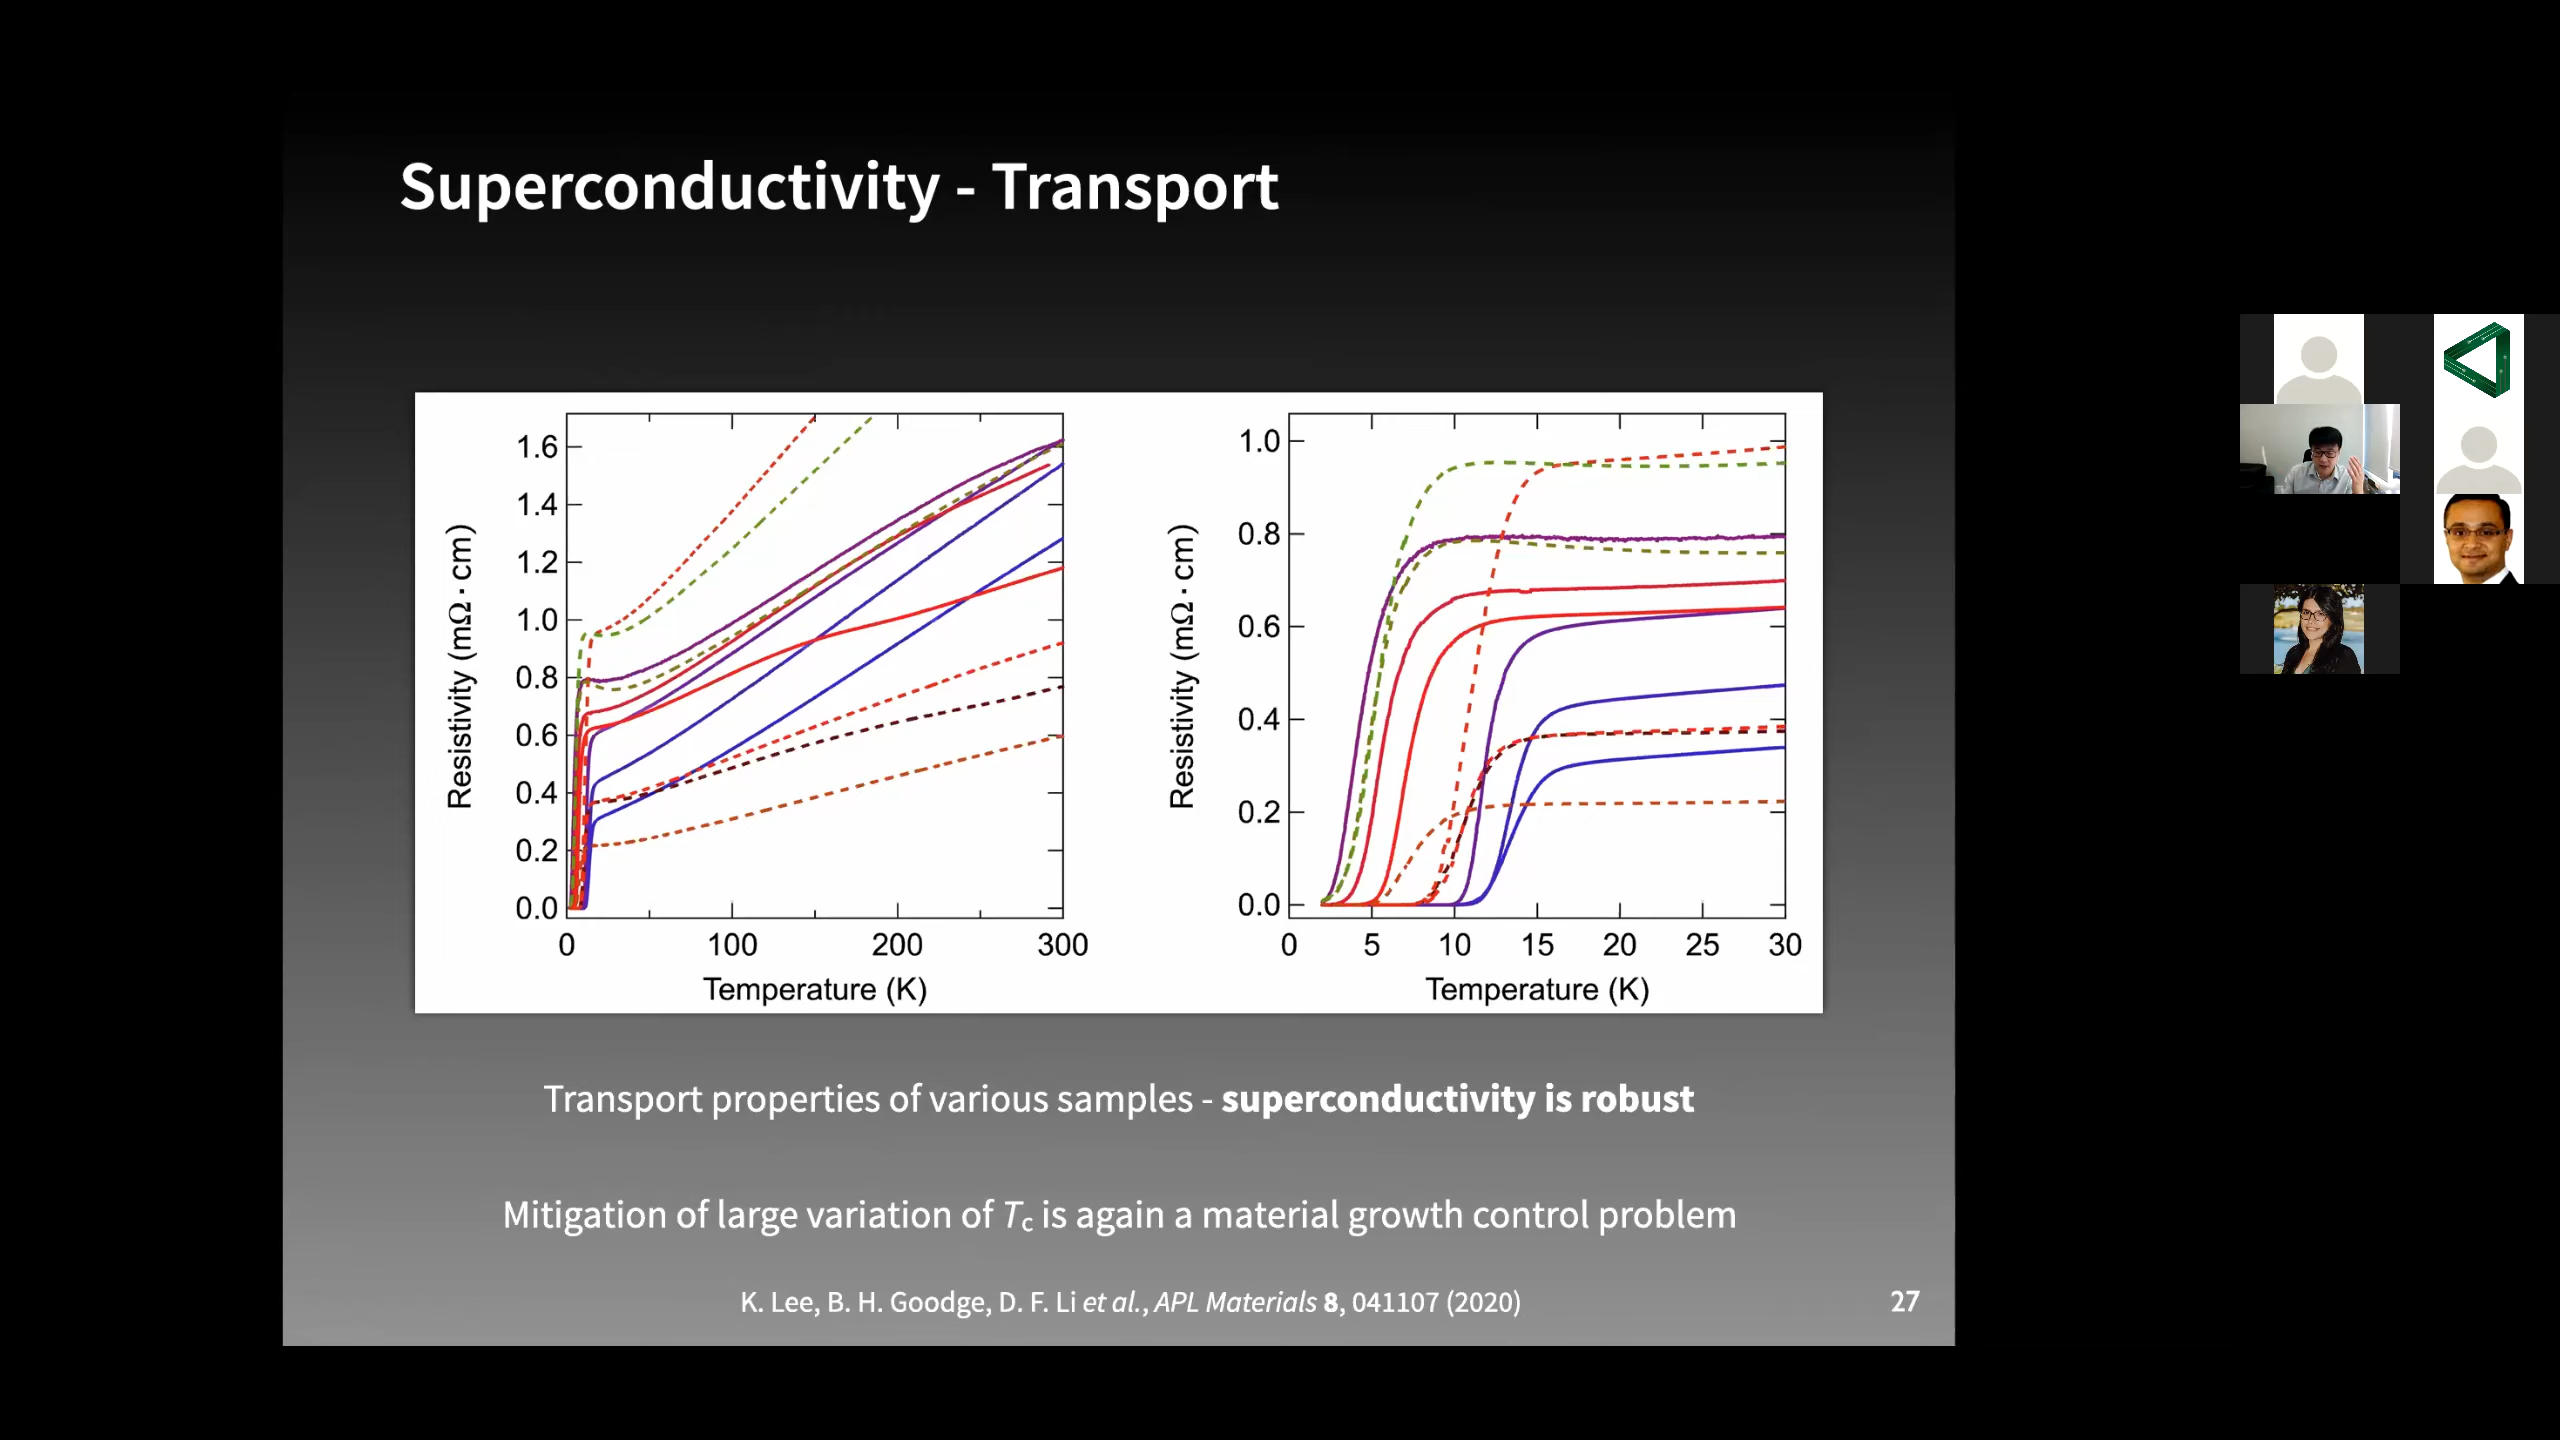 Superconductivity - Transport
1.6
1.4
1.2
1.0
0.8
0.6
0.4
0.2
0.0
Resistivity (mΩ · cm)
0 100 200 300
Temperature (K)
1.0
0.8
0.6
0.4
0.2
0.0
Resistivity (mΩ · cm)
0 5 10 15 20 25 30
Temperature (K)
Transport properties of various samples - superconductivity is robust
Mitigation of large variation of Tc is again a material growth control problem
K. Lee, B. H. Goodge, D. F. Li et al., APL Materials 8, 041107 (2020)
27